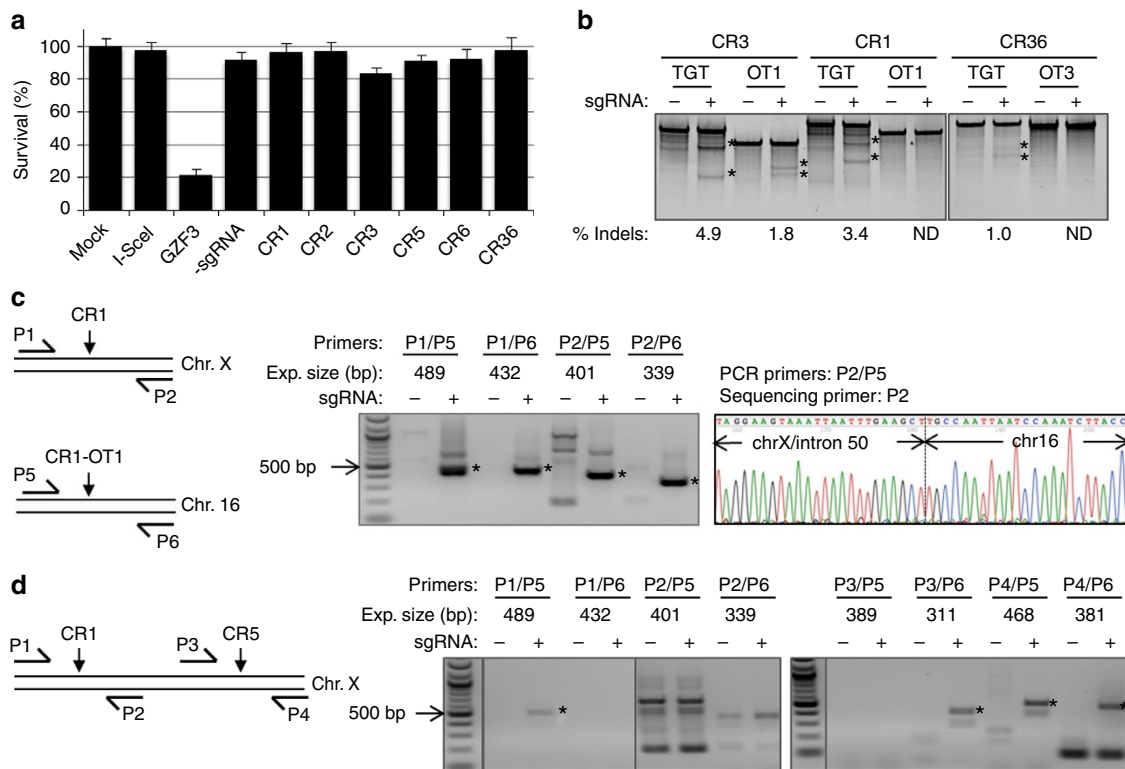 a
Survival (%)
100
80
60
40
20
0
Mock
I-SceI
GZF3
-sgRNA
CR1
CR2
CR3
CR5
CR6
CR36
b
CR3 CR1 CR36
TGT OT1 TGT OT1 TGT OT3
sgRNA: – + – + – + – + – + – +
* * * * * * * *
% Indels: 4.9 1.8 3.4 ND 1.0 ND
c
CR1
P1
Chr. X
P2
CR1-OT1
P5
Chr. 16
P6
Primers: P1/P5 P1/P6 P2/P5 P2/P6
Exp. size (bp): 489 432 401 339
sgRNA: – + – + – + – +
500 bp
* * * *
PCR primers: P2/P5
Sequencing primer: P2
TAGGAAGTAAATTAATTTGAAGCTTGCCAATTAATCCAAATCTTACC
160 170 180 190 200
chrX/intron 50 chr16
d
P1 CR1 P3 CR5
Chr. X
P2 P4
Primers: P1/P5 P1/P6 P2/P5 P2/P6 P3/P5 P3/P6 P4/P5 P4/P6
Exp. size (bp): 489 432 401 339 389 311 468 381
sgRNA: – + – + – + – + – + – + – + – +
500 bp
* * * *